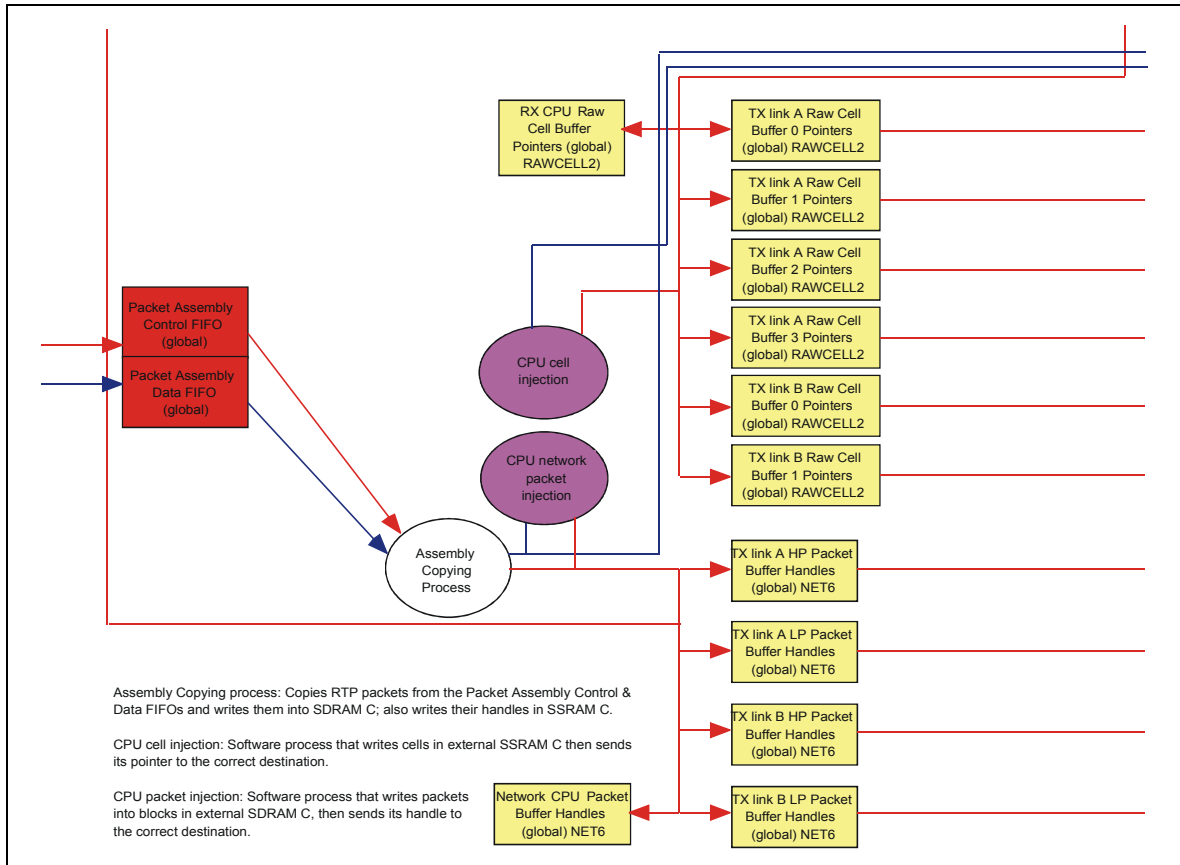 RX CPU Raw
Cell Buffer
Pointers (global)
RAWCELL2)
TX link A Raw Cell
Buffer 0 Pointers
(global) RAWCELL2
TX link A Raw Cell
Buffer 1 Pointers
(global) RAWCELL2
TX link A Raw Cell
Buffer 2 Pointers
(global) RAWCELL2
Packet Assembly
Control FIFO
(global)
Packet Assembly
Data FIFO
(global)
TX link A Raw Cell
Buffer 3 Pointers
(global) RAWCELL2
CPU cell
injection
TX link B Raw Cell
Buffer 0 Pointers
(global) RAWCELL2
CPU network
packet
injection
TX link B Raw Cell
Buffer 1 Pointers
(global) RAWCELL2
Assembly
Copying
Process
TX link A HP Packet
Buffer Handles
(global) NET6
TX link A LP Packet
Buffer Handles
(global) NET6
Assembly Copying process: Copies RTP packets from the Packet Assembly Control &
Data FIFOs and writes them into SDRAM C; also writes their handles in SSRAM C.
CPU cell injection: Software process that writes cells in external SSRAM C then sends
its pointer to the correct destination.
CPU packet injection: Software process that writes packets
into blocks in external SDRAM C, then sends its handle to
the correct destination.
TX link B HP Packet
Buffer Handles
(global) NET6
Network CPU Packet
Buffer Handles
(global) NET6
TX link B LP Packet
Buffer Handles
(global) NET6